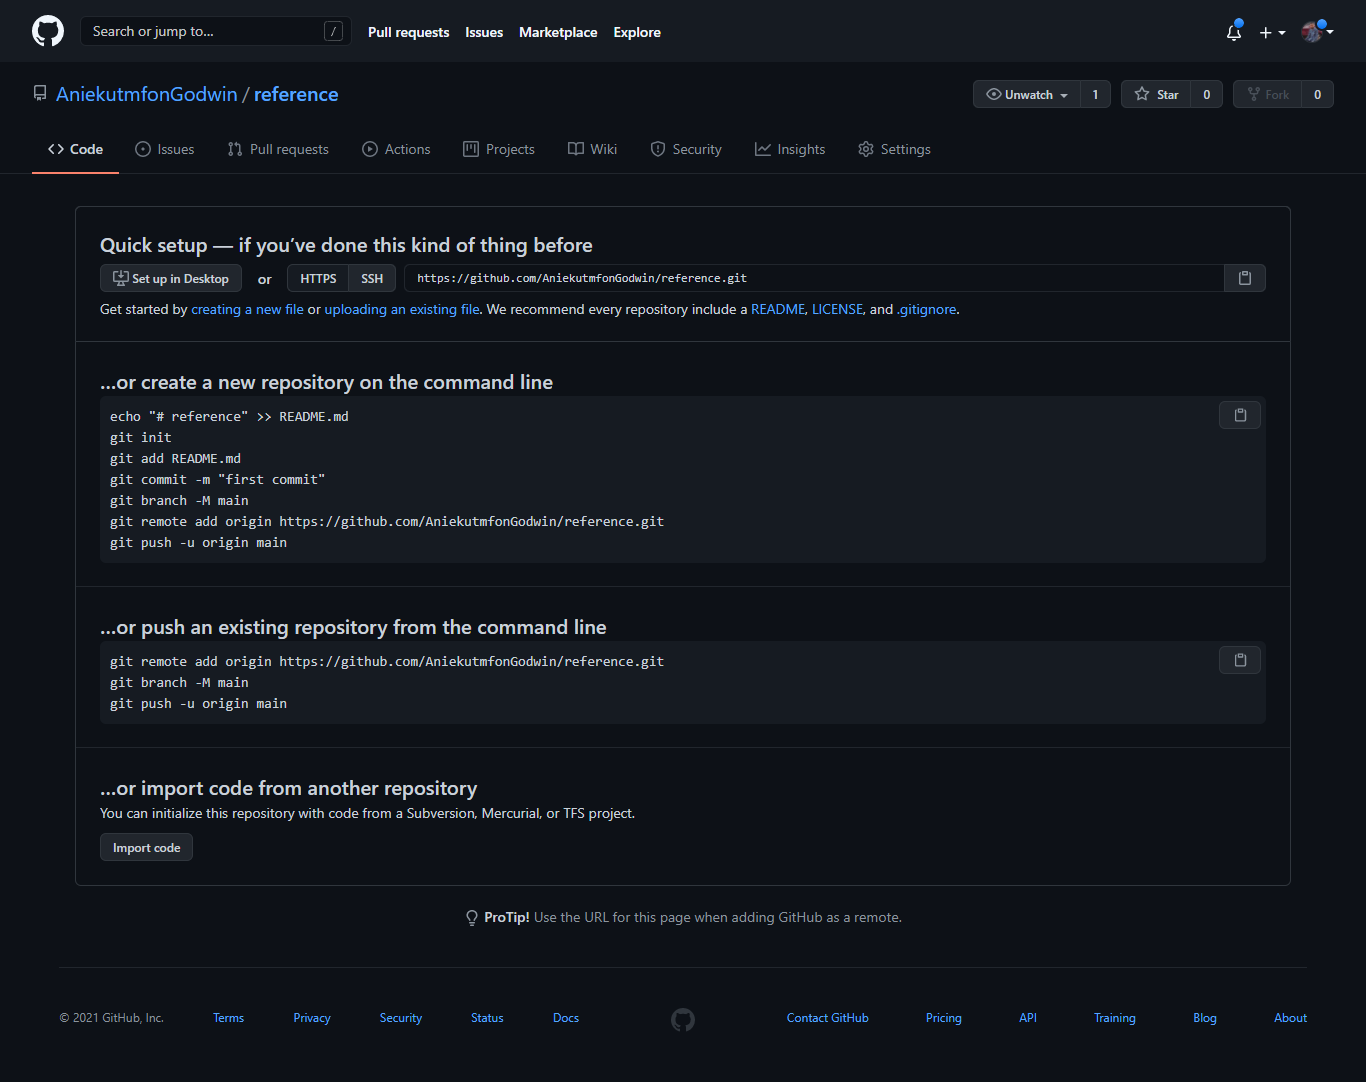 Search or jump to... /
Pull requests Issues Marketplace Explore
AniekutmfonGodwin / reference
Unwatch 1 Star 0 Fork 0
Code Issues Pull requests Actions Projects Wiki Security Insights Settings
Quick setup — if you’ve done this kind of thing before
Set up in Desktop or HTTPS SSH https://github.com/AniekutmfonGodwin/reference.git
Get started by creating a new file or uploading an existing file. We recommend every repository include a README, LICENSE, and .gitignore.
…or create a new repository on the command line
echo "# reference" >> README.md
git init
git add README.md
git commit -m "first commit"
git branch -M main
git remote add origin https://github.com/AniekutmfonGodwin/reference.git
git push -u origin main
…or push an existing repository from the command line
git remote add origin https://github.com/AniekutmfonGodwin/reference.git
git branch -M main
git push -u origin main
…or import code from another repository
You can initialize this repository with code from a Subversion, Mercurial, or TFS project.
Import code
ProTip! Use the URL for this page when adding GitHub as a remote.
© 2021 GitHub, Inc. Terms Privacy Security Status Docs Contact GitHub Pricing API Training Blog About